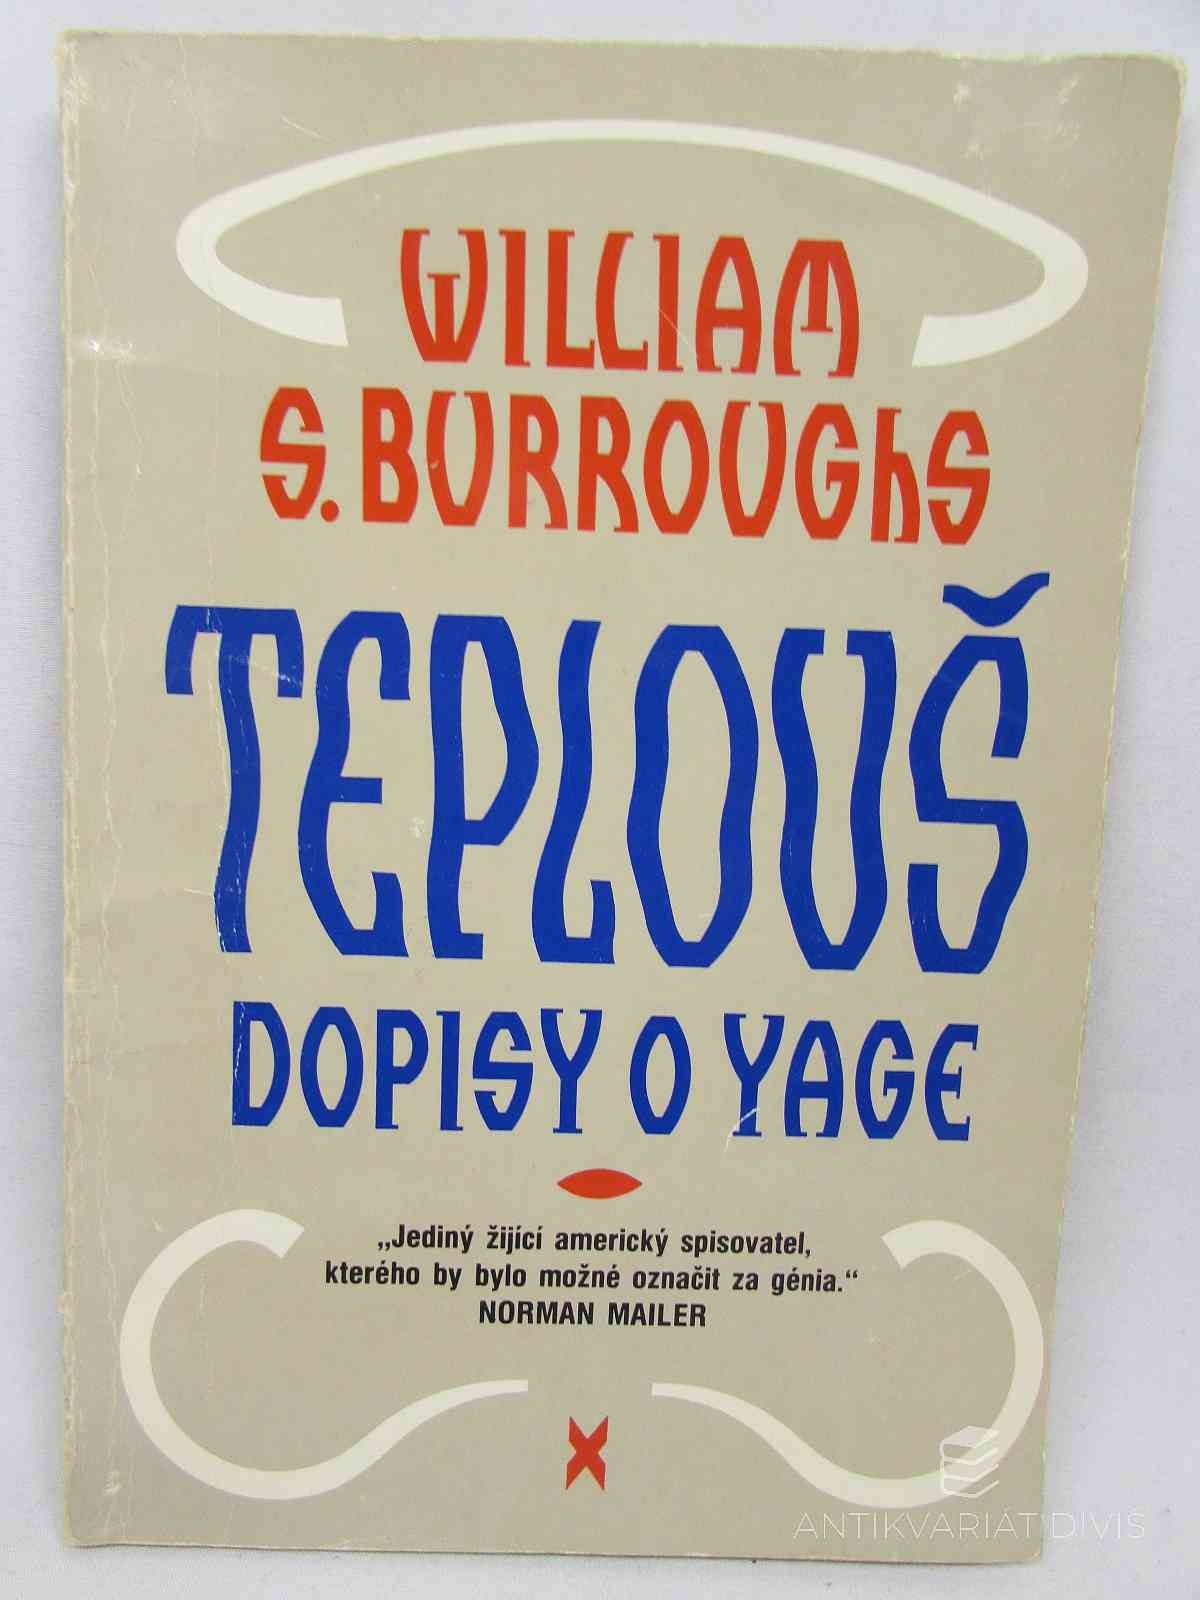 WILLIAM
S. BURROUGhS
TEPLOUŠ
DOPISY O YAGE
„Jediný žijící americký spisovatel,
kterého by bylo možné označit za génia.“
NORMAN MAILER
X
ANTIKVARIÁT DIVIS